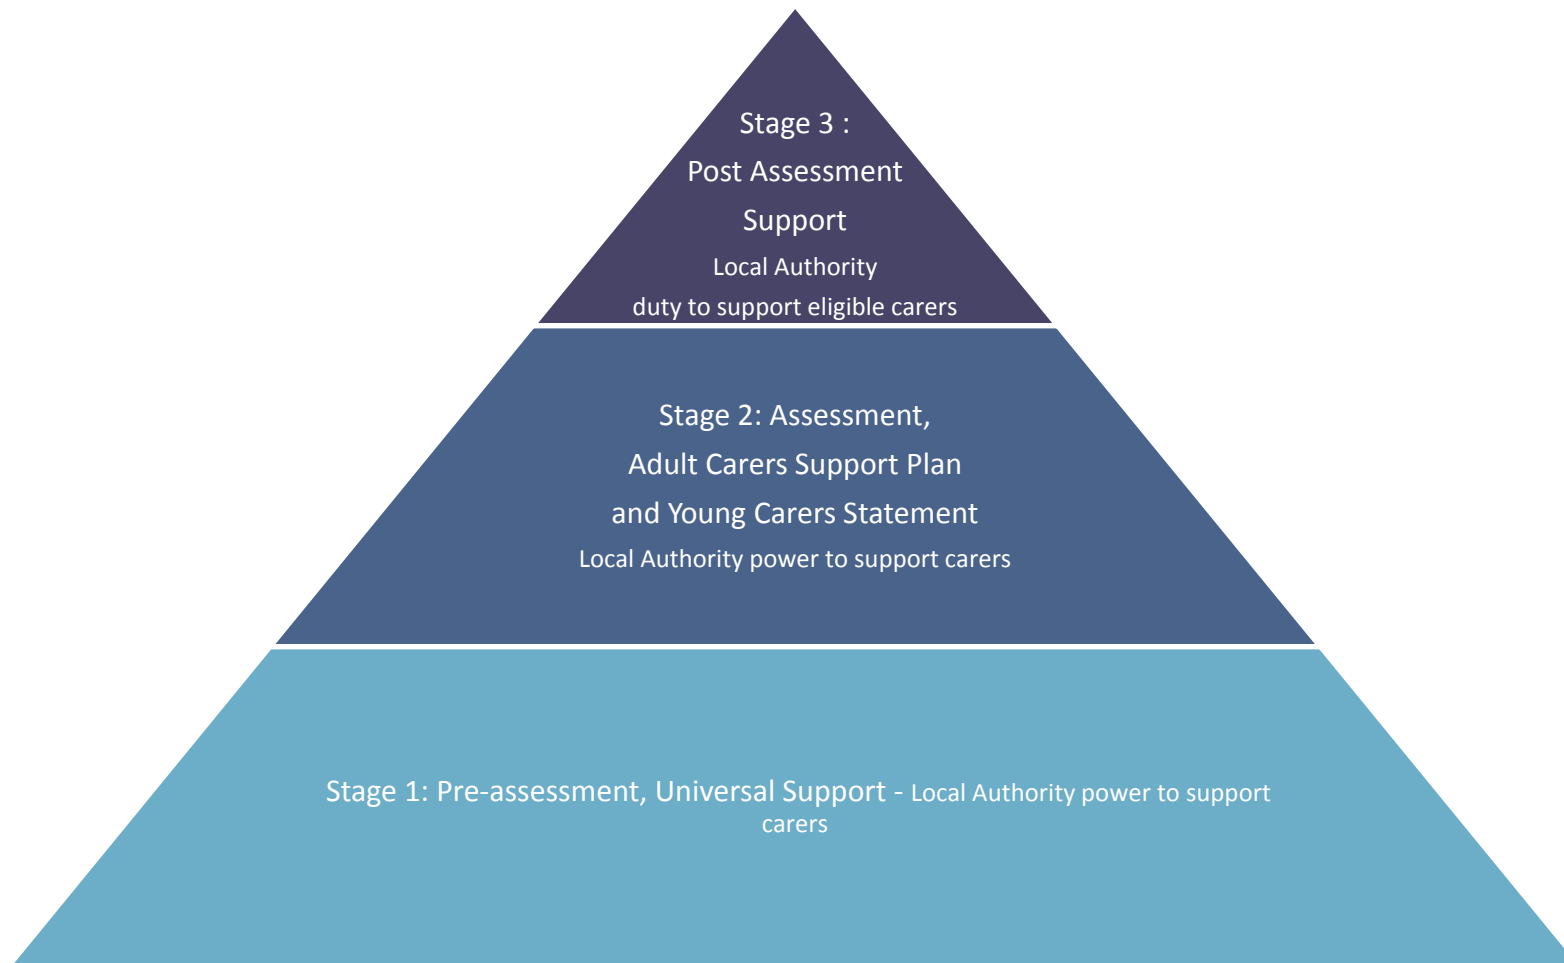 Stage 3 :
Post Assessment
Support
Local Authority
duty to support eligible carers
Stage 2: Assessment,
Adult Carers Support Plan
and Young Carers Statement
Local Authority power to support carers
Stage 1: Pre-assessment, Universal Support - Local Authority power to support
carers